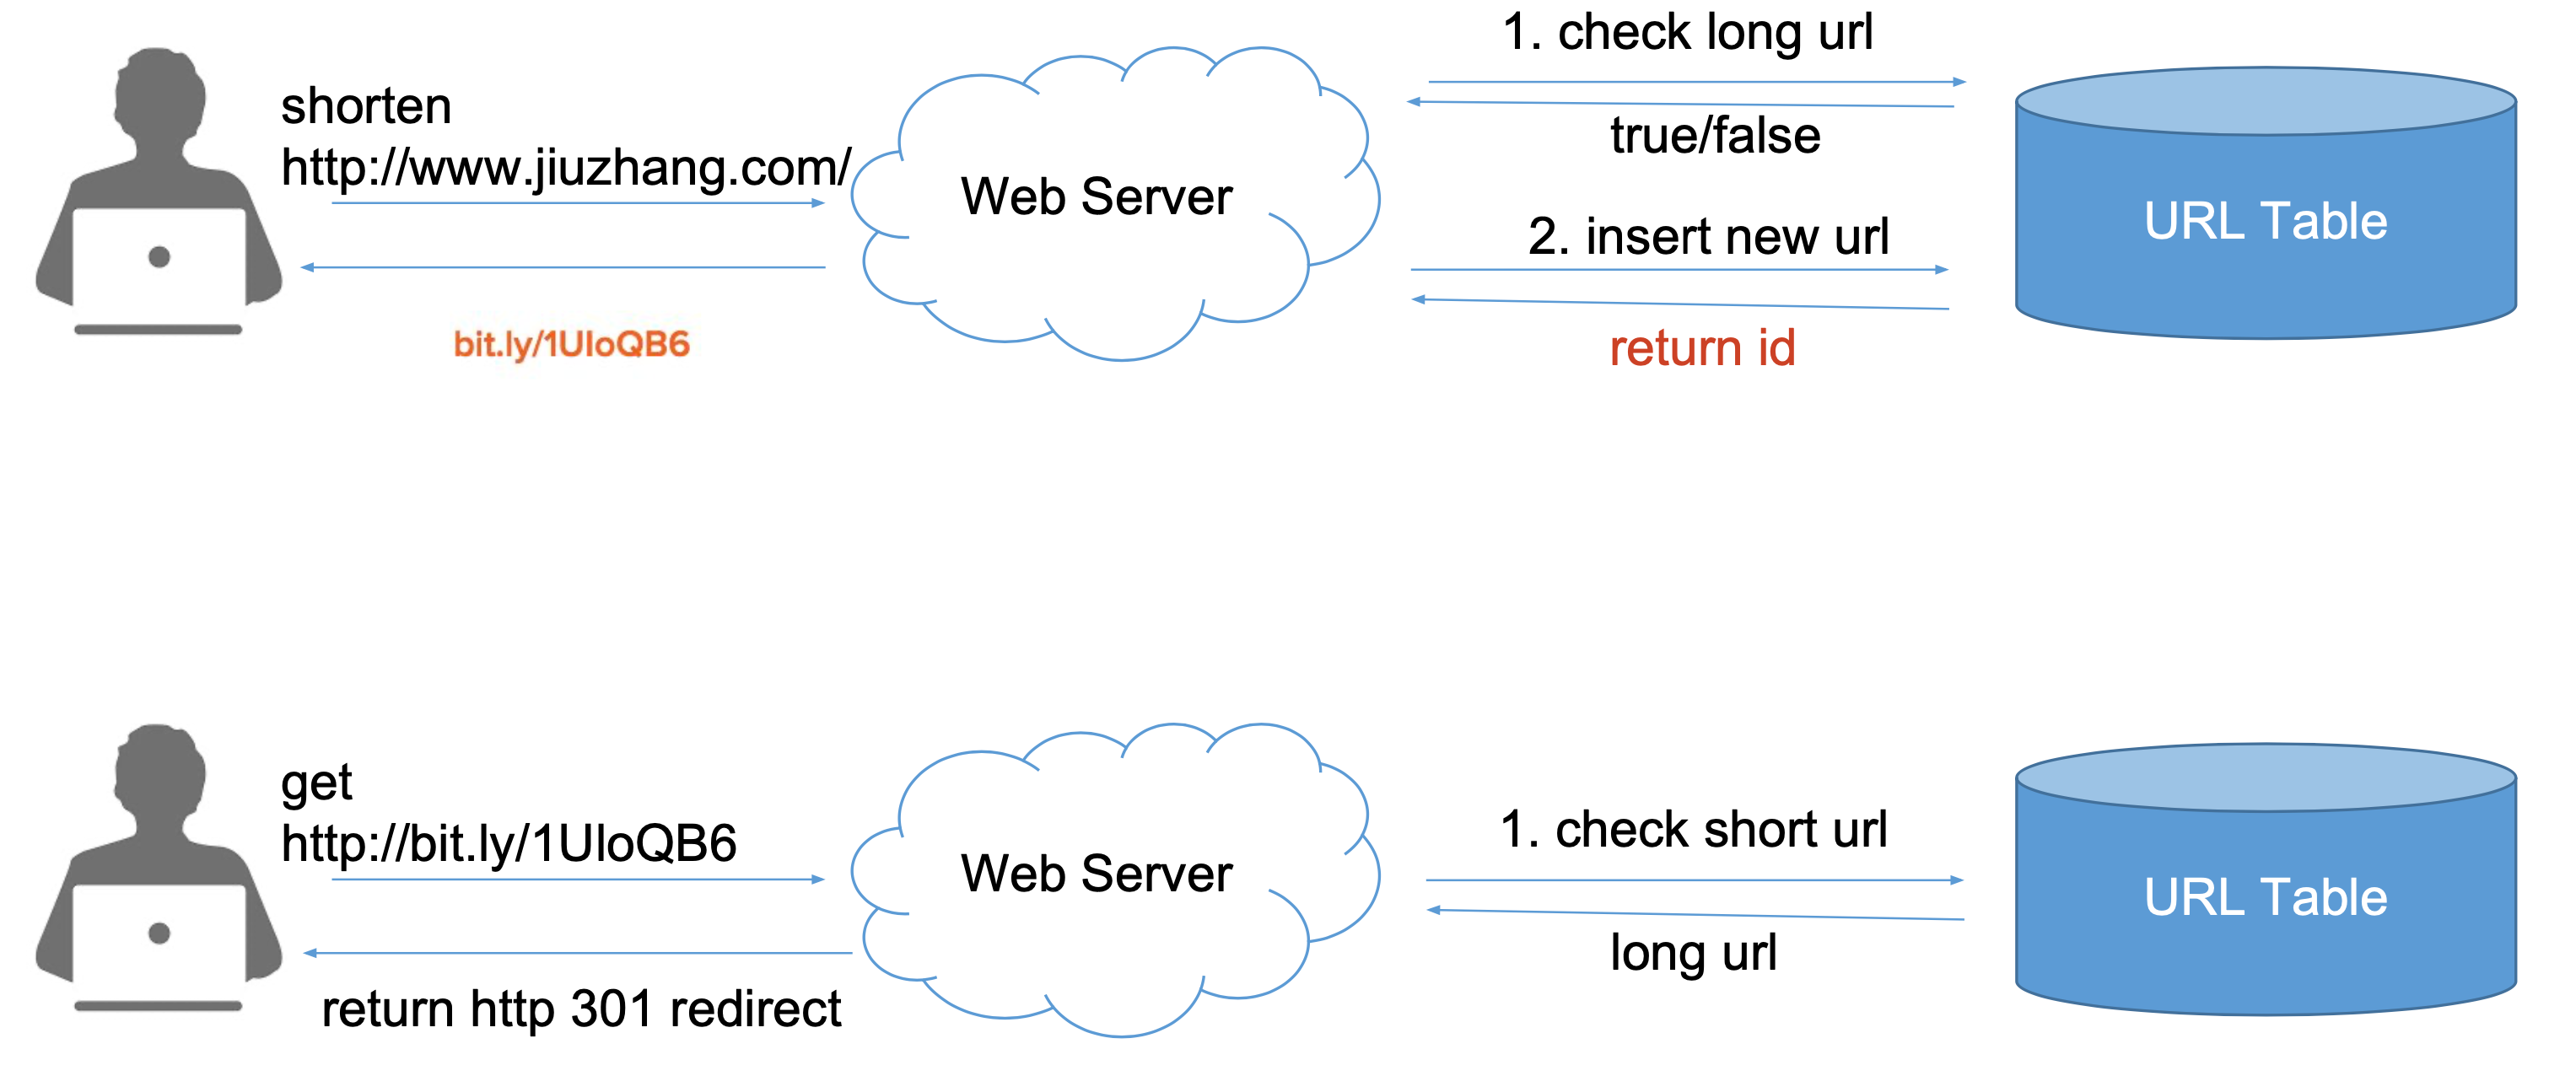 shorten
http://www.jiuzhang.com/
bit.ly/1UloQB6
Web Server
1. check long url
true/false
2. insert new url
return id
URL Table
get
http://bit.ly/1UloQB6
return http 301 redirect
Web Server
1. check short url
long url
URL Table